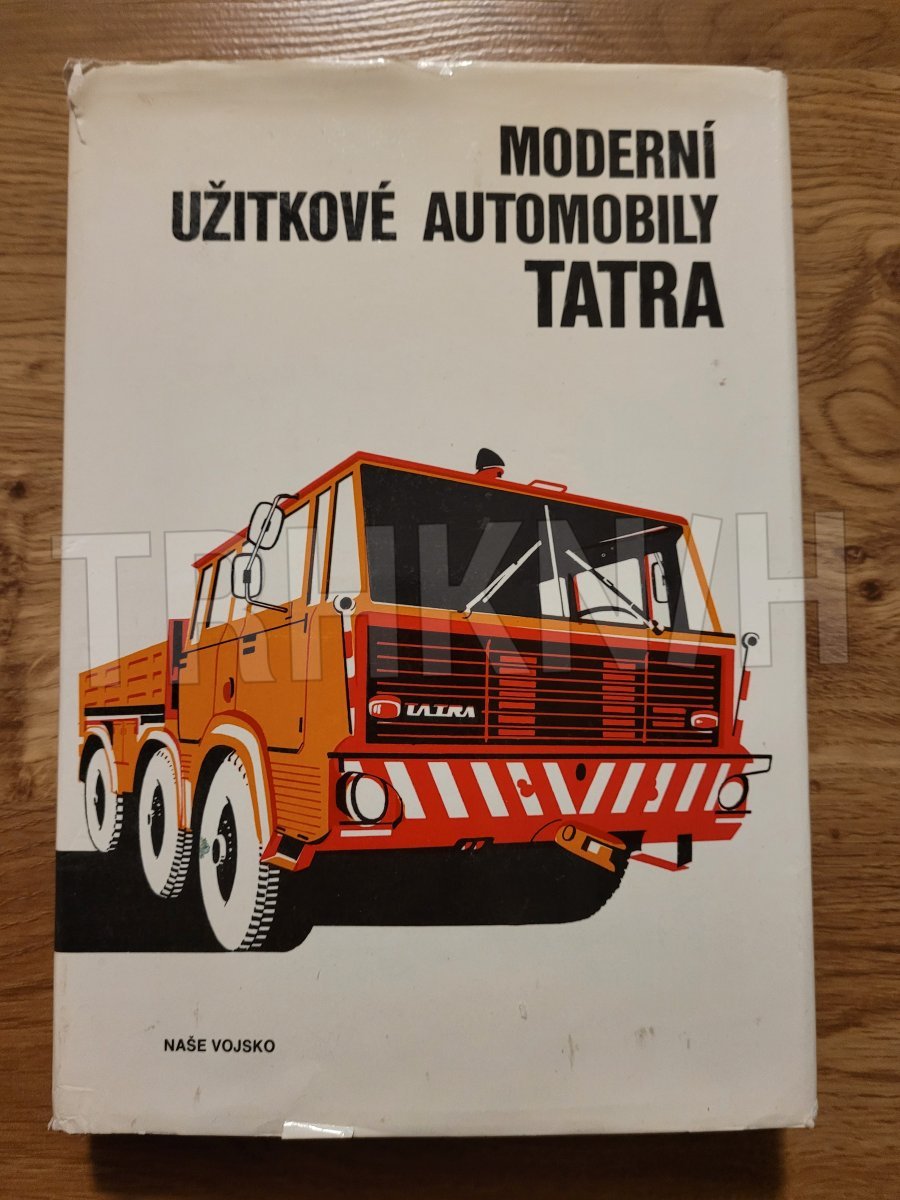 MODERNÍ
UŽITKOVÉ AUTOMOBILY
TATRA
TATRA
NAŠE VOJSKO